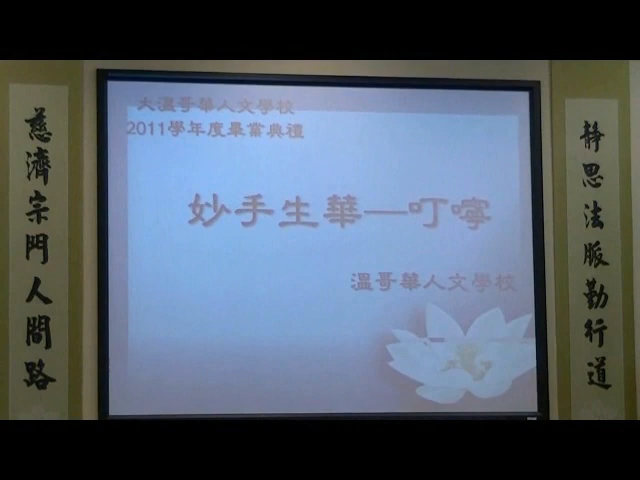 慈濟宗門人間路
大溫哥華人文學校
2011學年度畢業典禮
妙手生華—叮嚀
溫哥華人文學校
靜思法脈勤行道